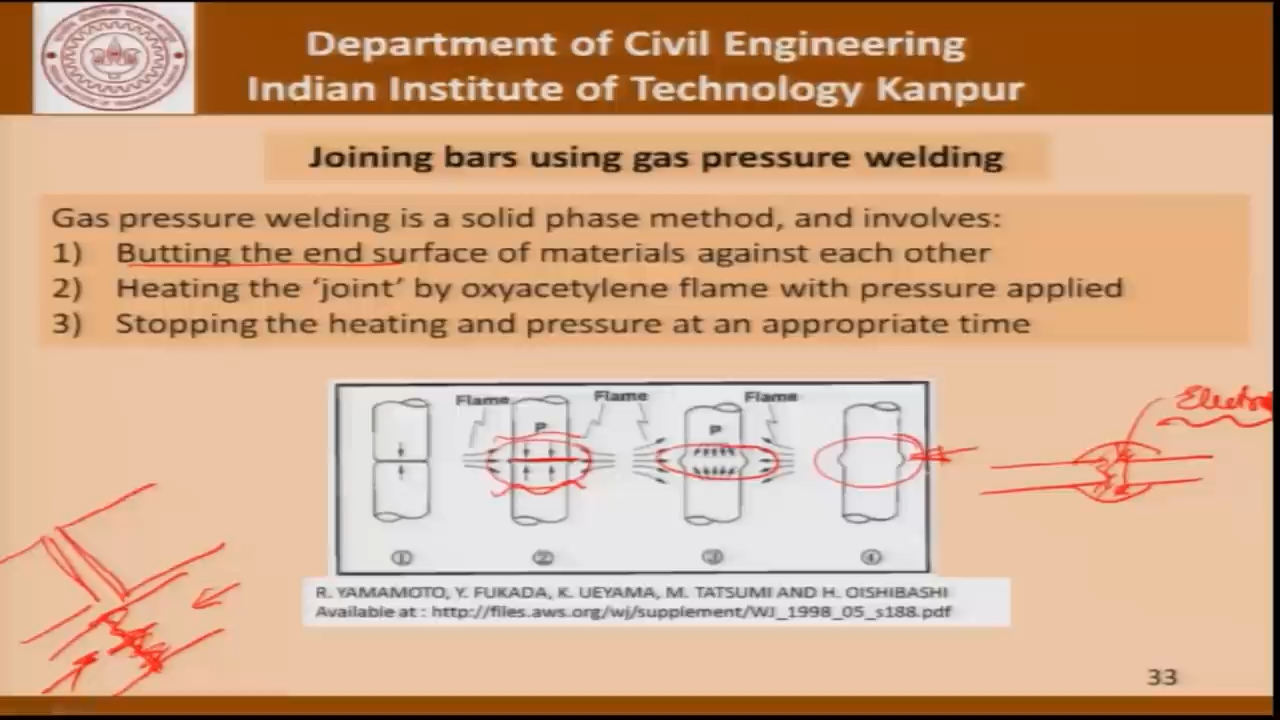 Department of Civil Engineering
Indian Institute of Technology Kanpur
Joining bars using gas pressure welding
Gas pressure welding is a solid phase method, and involves:
1) Butting the end surface of materials against each other
2) Heating the ‘joint’ by oxyacetylene flame with pressure applied
3) Stopping the heating and pressure at an appropriate time
Flame Flame Flame
P P
① ② ③ ④
R. YAMAMOTO, Y. FUKADA, K. UEYAMA, M. TATSUMI AND H. OISHIBASHI
Available at : http://files.aws.org/wj/supplement/WJ_1998_05_s188.pdf
33